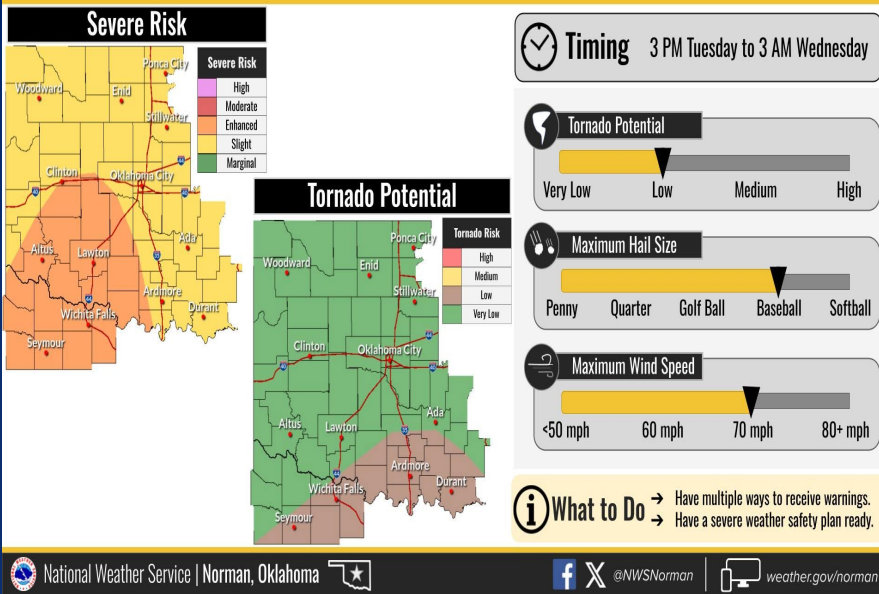 Severe Risk
Ponca City
Woodward
Enid
Stillwater
Clinton
Oklahoma City
Altus
Lawton
Ada
Ardmore
Wichita Falls
Durant
Seymour
Severe Risk
High
Moderate
Enhanced
Slight
Marginal
Tornado Potential
Ponca City
Woodward
Enid
Stillwater
Clinton
Oklahoma City
Altus
Lawton
Ada
Ardmore
Wichita Falls
Durant
Seymour
Tornado Risk
High
Medium
Low
Very Low
Timing 3 PM Tuesday to 3 AM Wednesday
Tornado Potential
Very Low Low Medium High
Maximum Hail Size
Penny Quarter Golf Ball Baseball Softball
Maximum Wind Speed
<50 mph 60 mph 70 mph 80+ mph
What to Do
→ Have multiple ways to receive warnings.
→ Have a severe weather safety plan ready.
National Weather Service | Norman, Oklahoma
@NWSNorman
weather.gov/norman